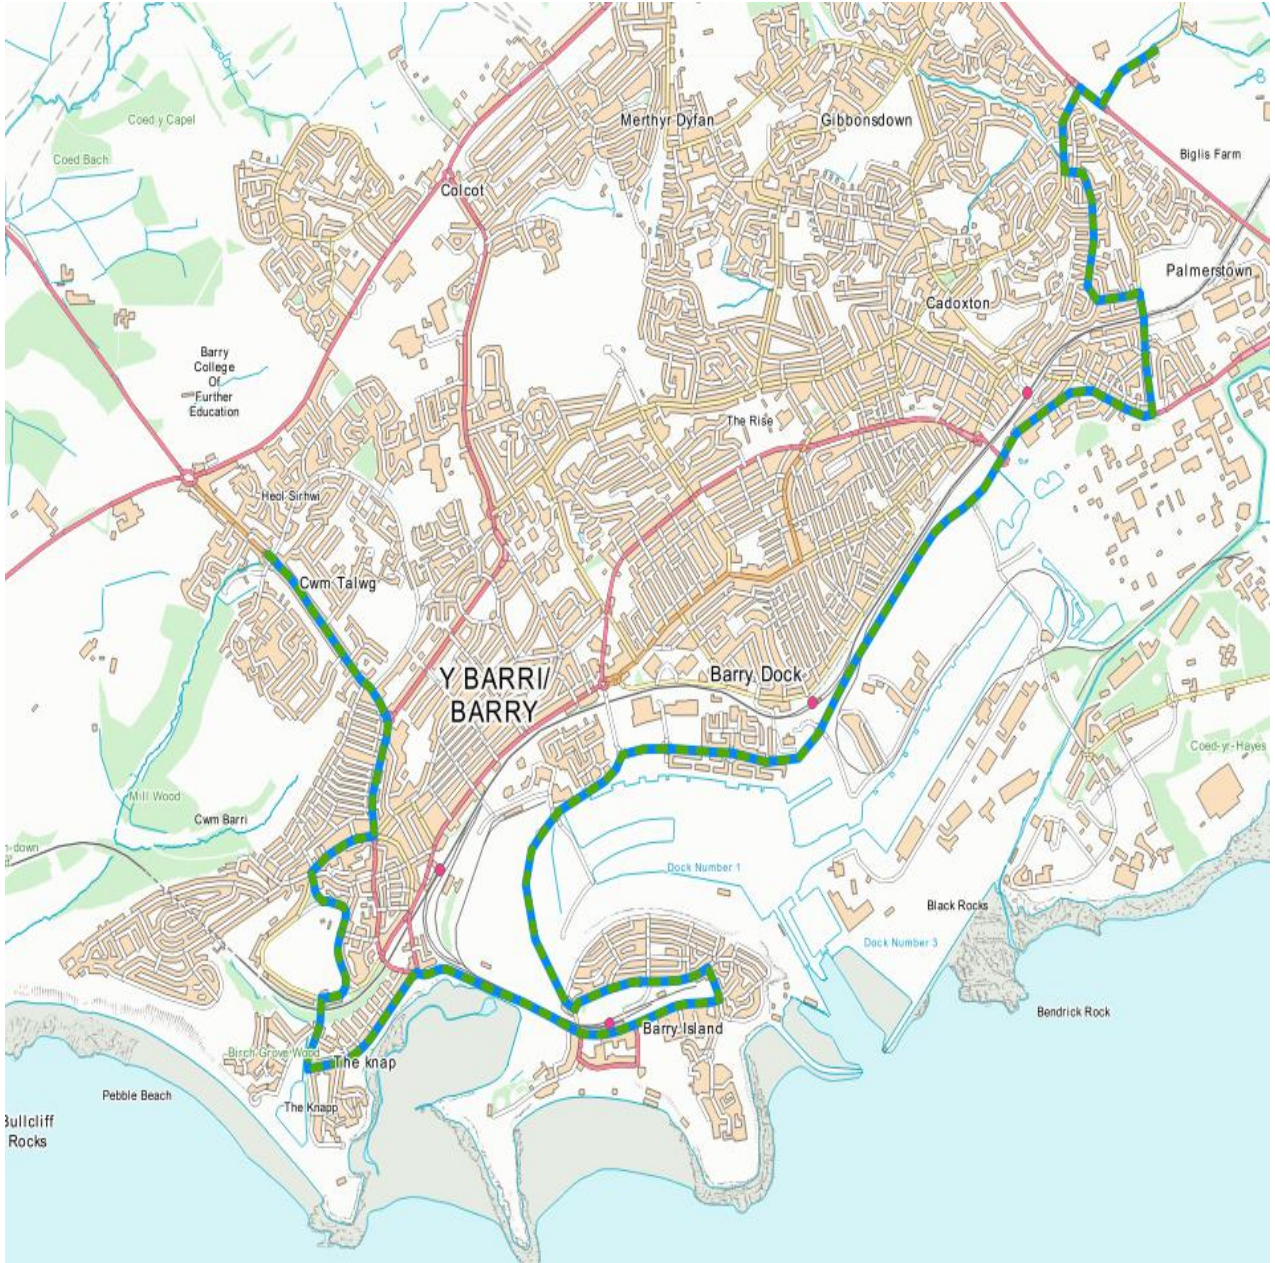 Coed y Capel
Merthyr Dyfan
Gibbonsdown
Coed Bach
Biglis Farm
Colcot
Palmerstown
Cadoxton
Barry
College
Of
Further
Education
The Rise
Heol Sirhwi
Cwm Talwg
Y BARRI/
BARRY
Barry Dock
Coed-yr-Hayes
Mill Wood
Cwm Barri
n-down
Dock Number 1
Black Rocks
Dock Number 3
Bendrick Rock
Barry Island
Birch Grove Wood
The knap
Pebble Beach
The Knapp
Bullcliff
Rocks